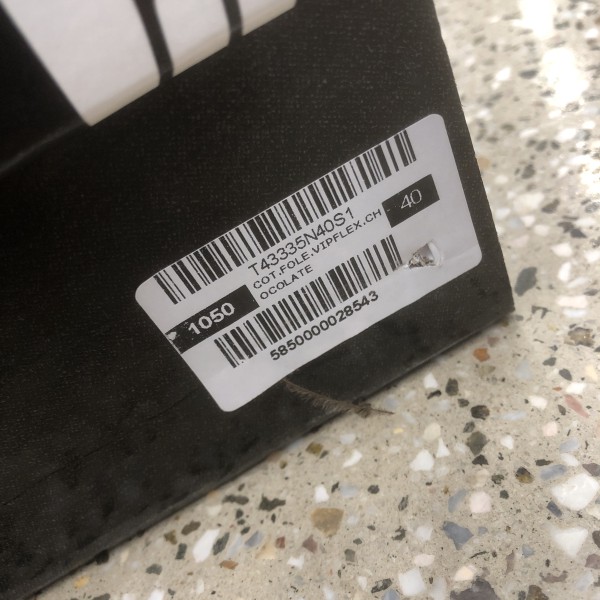 T43335N40S1
COT.FOLE.VIPFLEX.CH
OCOLATE
40
1050
5850000028543